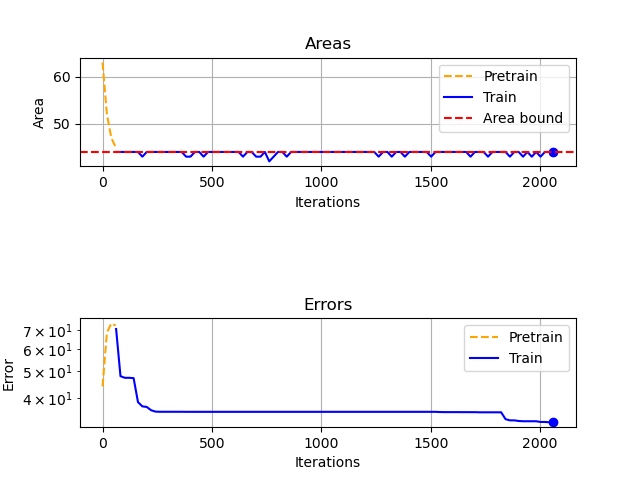 Areas
Pretrain
Train
Area bound
60
50
Area
0 500 1000 1500 2000
Iterations
Errors
Pretrain
Train
7 × 10¹
6 × 10¹
5 × 10¹
4 × 10¹
Error
0 500 1000 1500 2000
Iterations